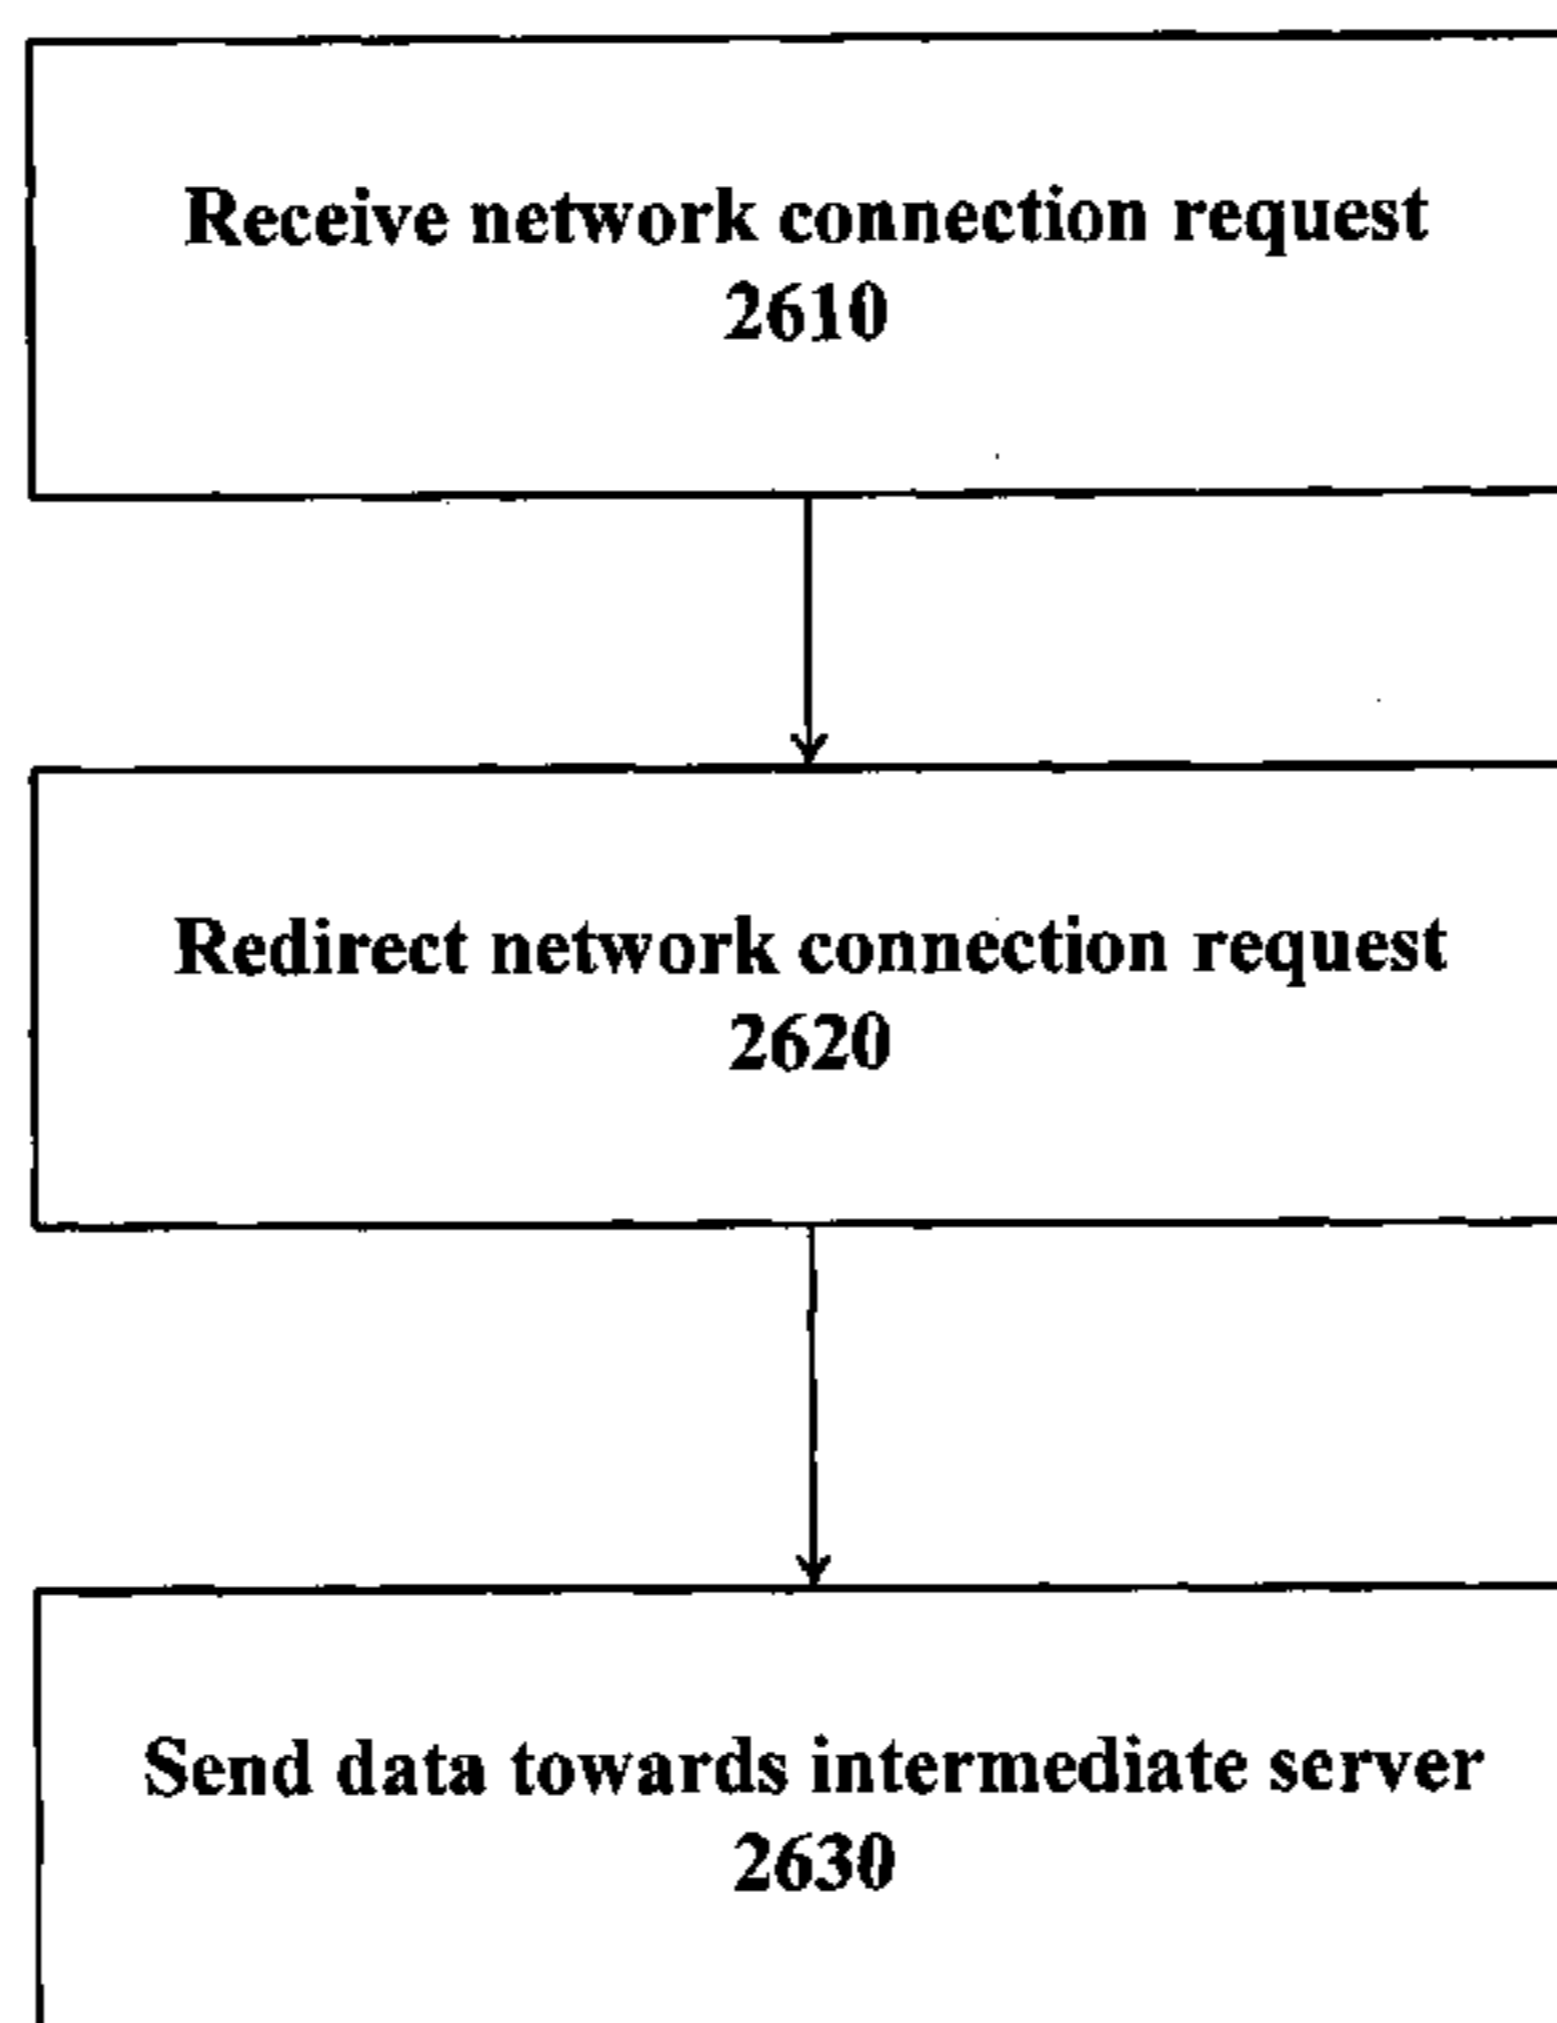 Receive network connection request
2610
Redirect network connection request
2620
Send data towards intermediate server
2630